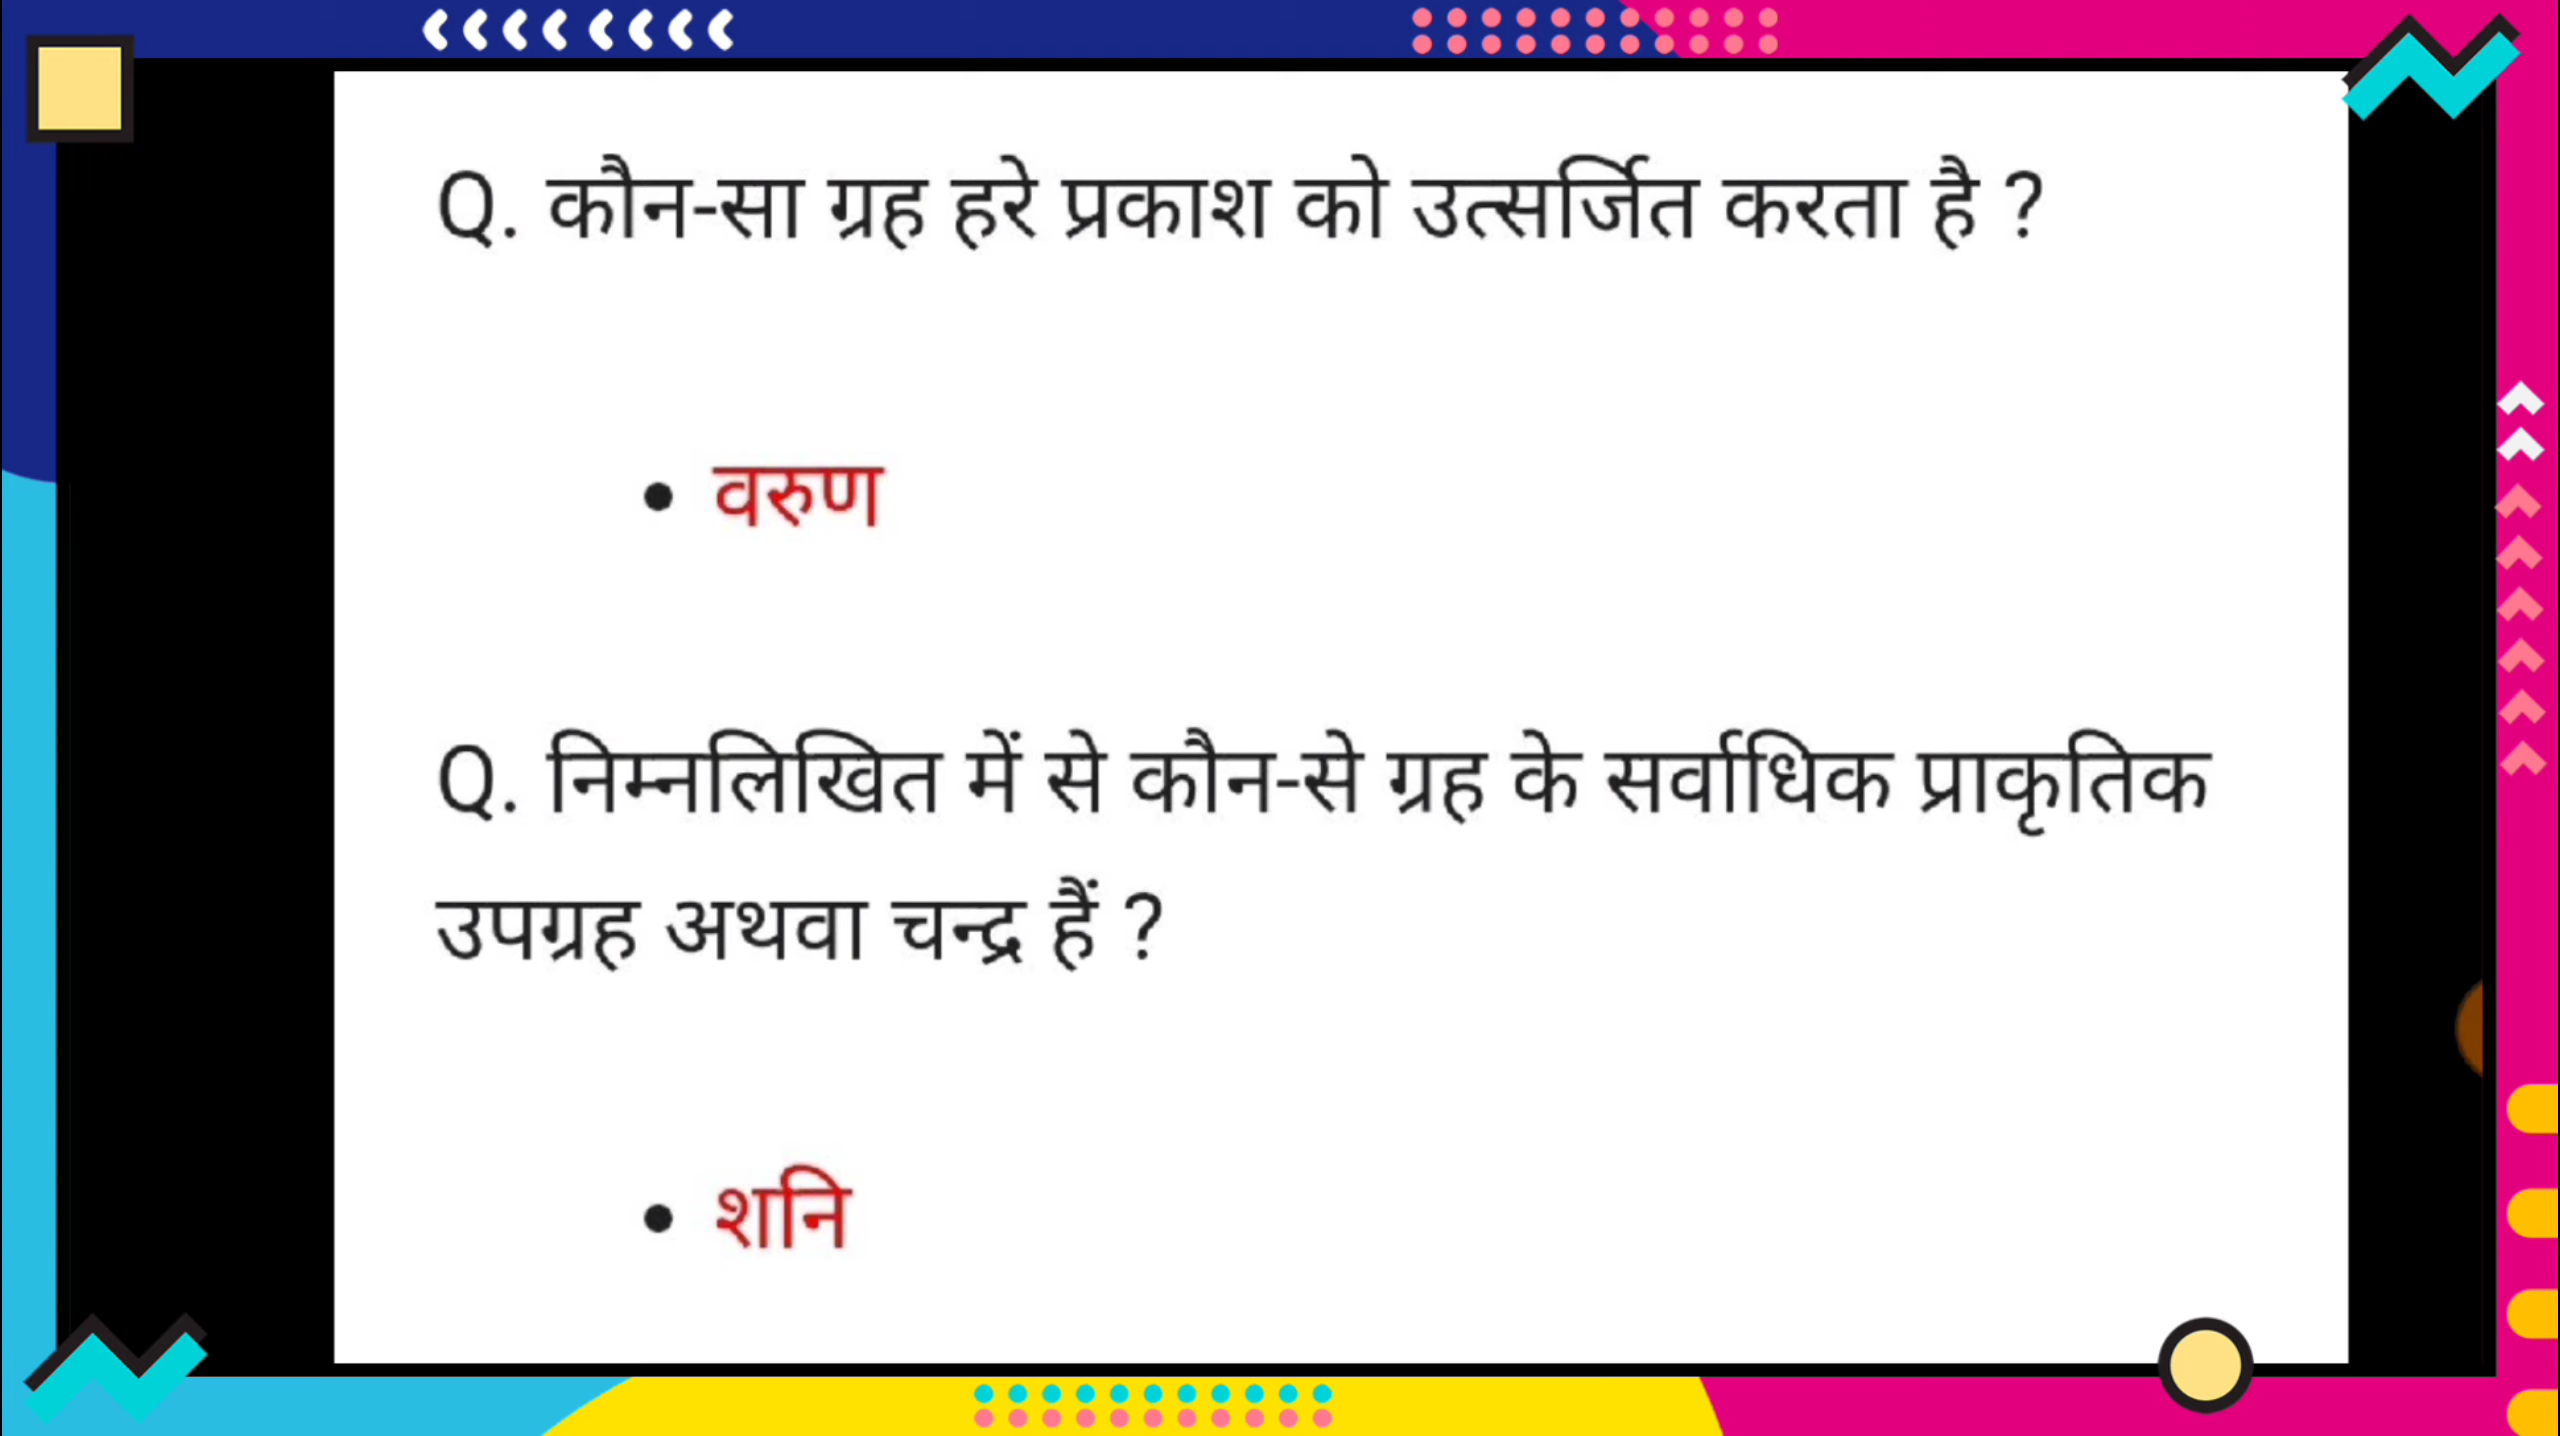 Q. कौन-सा ग्रह हरे प्रकाश को उत्सर्जित करता है ?
• वरुण
Q. निम्नलिखित में से कौन-से ग्रह के सर्वाधिक प्राकृतिक
उपग्रह अथवा चन्द्र हैं ?
• शनि